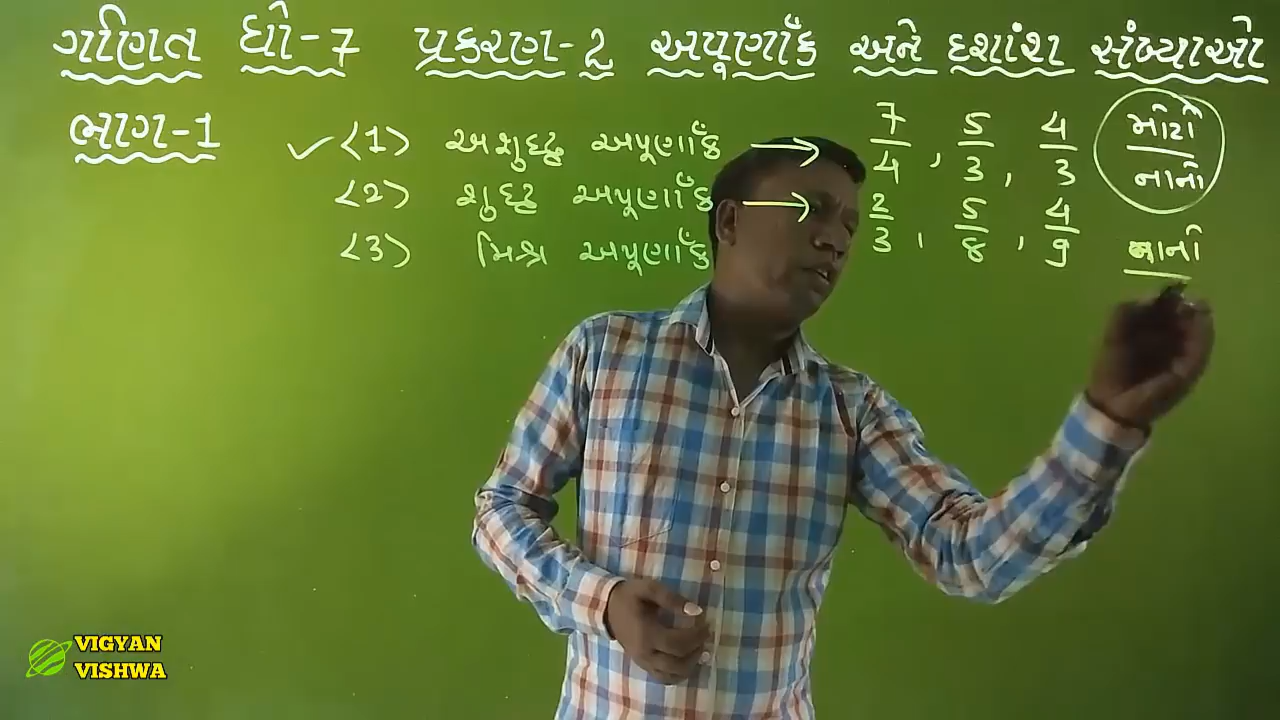 ગણિત ધો-7 પ્રકરણ-2 અપૂર્ણાંક અને દશાંશ સંખ્યાઓ
ભાગ-1
✓ (1) અશુદ્ધ અપૂર્ણાંક → 7/4, 5/3, 4/3 મોટી/નાની
(2) શુદ્ધ અપૂર્ણાંક → 2/3, 5/8, 4/9 નાની
(3) મિશ્ર અપૂર્ણાંક
VIGYAN
VISHWA